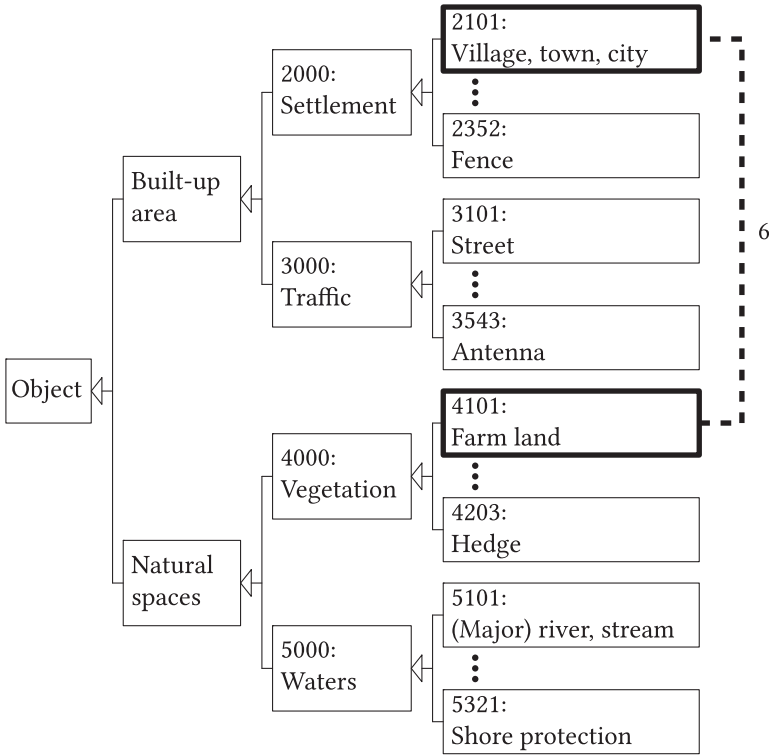 2101:
Village, town, city
2000:
Settlement
2352:
Fence
Built-up
area
3101:
Street
6
3000:
Traffic
3543:
Antenna
Object
4101:
Farm land
4000:
Vegetation
4203:
Hedge
Natural
spaces
5101:
(Major) river, stream
5000:
Waters
5321:
Shore protection